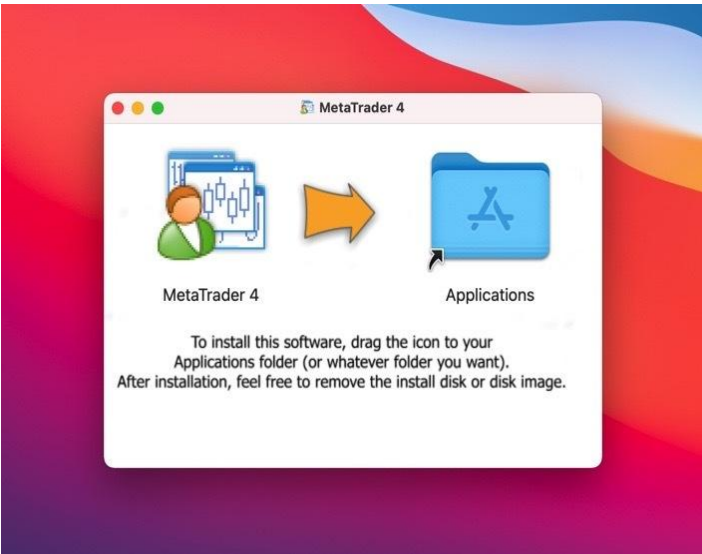 MetaTrader 4
MetaTrader 4
Applications
To install this software, drag the icon to your
Applications folder (or whatever folder you want).
After installation, feel free to remove the install disk or disk image.